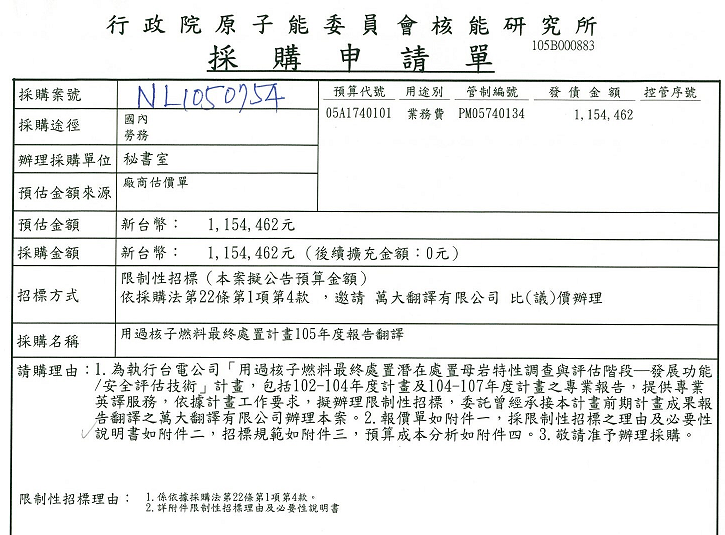 行政院原子能委員會核能研究所
105B000883
採購申請單
採購案號 NL1050754
預算代號 用途別 管制編號 發債金額 控管序號
05A1740101 業務費 PM05740134 1,154,462
採購途徑 國內
勞務
辦理採購單位 秘書室
預估金額來源 廠商估價單
預估金額 新台幣： 1,154,462元
採購金額 新台幣： 1,154,462元（後續擴充金額：0元）
招標方式 限制性招標（本案擬公告預算金額）
依採購法第22條第1項第4款 ，邀請 萬大翻譯有限公司 比(議)價辦理
採購名稱 用過核子燃料最終處置計畫105年度報告翻譯
請購理由：1.為執行台電公司「用過核子燃料最終處置潛在處置母岩特性調查與評估階段—發展功能
/安全評估技術」計畫，包括102-104年度計畫及104-107年度計畫之專業報告，提供專業
英譯服務，依據計畫工作要求，擬辦理限制性招標，委託曾經承接本計畫前期計畫成果報
告翻譯之萬大翻譯有限公司辦理本案。2.報價單如附件一，採限制性招標之理由及必要性
說明書如附件二，招標規範如附件三，預算成本分析如附件四。3.敬請准予辦理採購。
限制性招標理由： 1.係依據採購法第22條第1項第4款。
2.詳附件限制性招標理由及必要性說明書